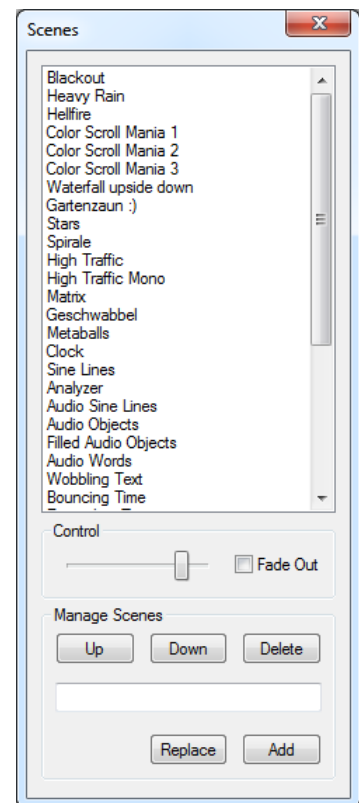 Scenes
Blackout
Heavy Rain
Hellfire
Color Scroll Mania 1
Color Scroll Mania 2
Color Scroll Mania 3
Waterfall upside down
Gartenzaun :)
Stars
Spirale
High Traffic
High Traffic Mono
Matrix
Geschwabbel
Metaballs
Clock
Sine Lines
Analyzer
Audio Sine Lines
Audio Objects
Filled Audio Objects
Audio Words
Wobbling Text
Bouncing Time
Control
Fade Out
Manage Scenes
Up Down Delete
Replace Add